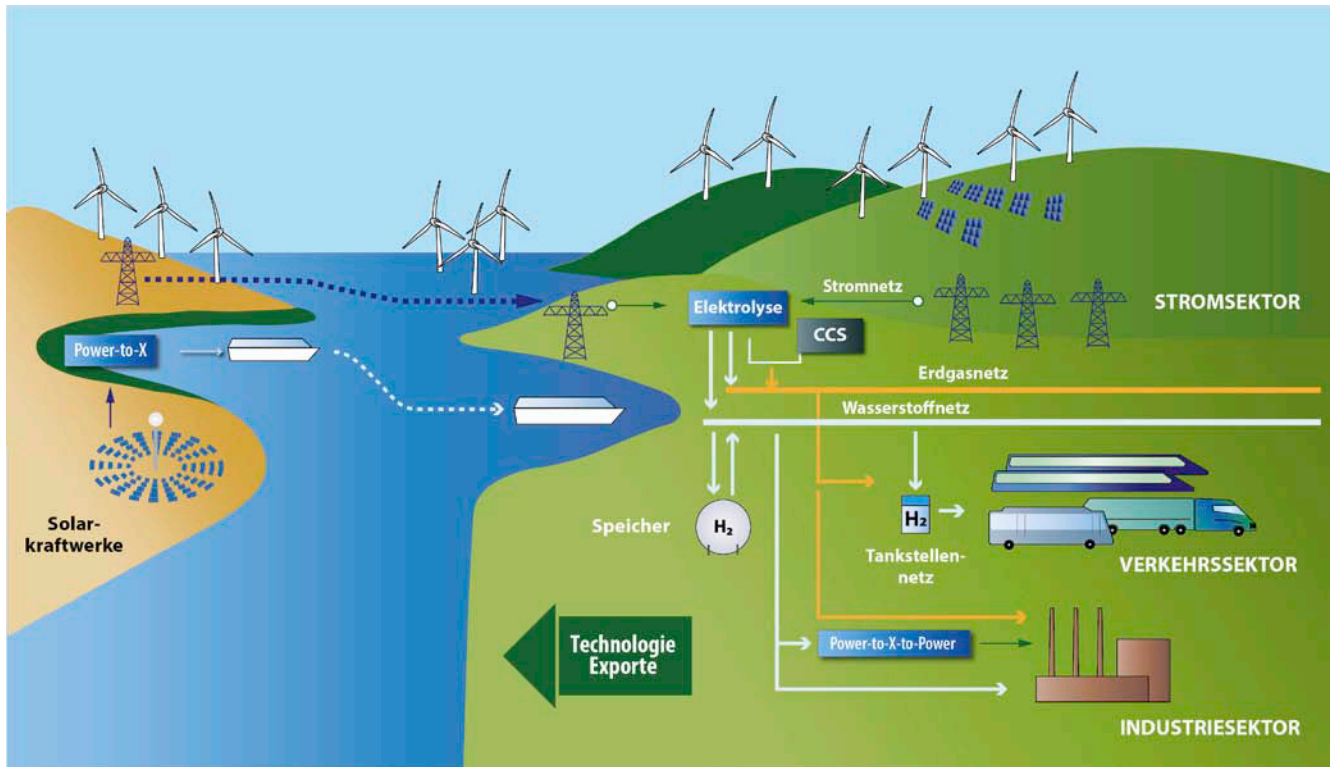 Stromnetz
STROMSEKTOR
Elektrolyse
CCS
Power-to-X
Erdgasnetz
Wasserstoffnetz
Solar-
kraftwerke
Speicher
H₂
H₂
Tankstellen-
netz
VERKEHRSSEKTOR
Technologie
Exporte
Power-to-X-to-Power
INDUSTRIESEKTOR